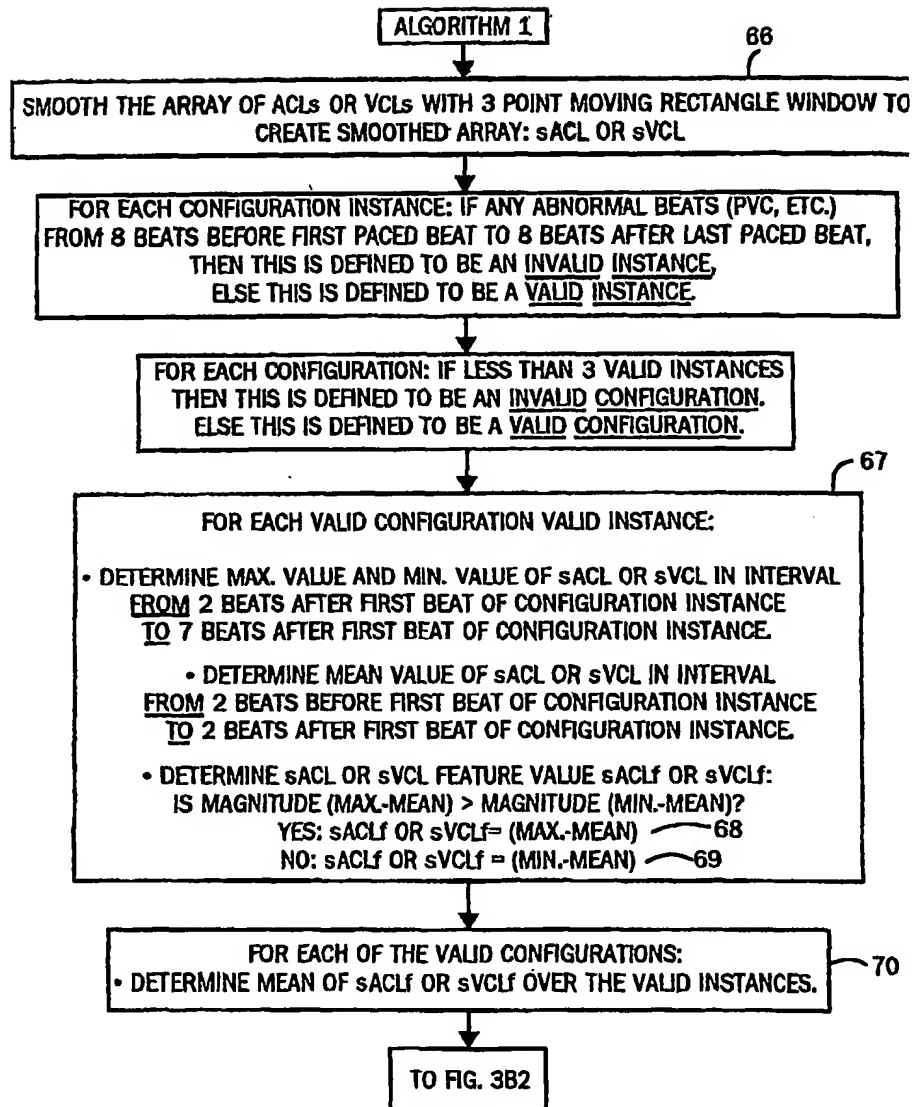 ALGORITHM 1
66
SMOOTH THE ARRAY OF ACLs OR VCLs WITH 3 POINT MOVING RECTANGLE WINDOW TO
CREATE SMOOTHED ARRAY: sACL OR sVCL
FOR EACH CONFIGURATION INSTANCE: IF ANY ABNORMAL BEATS (PVC, ETC.)
FROM 8 BEATS BEFORE FIRST PACED BEAT TO 8 BEATS AFTER LAST PACED BEAT,
THEN THIS IS DEFINED TO BE AN INVALID INSTANCE,
ELSE THIS IS DEFINED TO BE A VALID INSTANCE.
FOR EACH CONFIGURATION: IF LESS THAN 3 VALID INSTANCES
THEN THIS IS DEFINED TO BE AN INVALID CONFIGURATION.
ELSE THIS IS DEFINED TO BE A VALID CONFIGURATION.
67
FOR EACH VALID CONFIGURATION VALID INSTANCE:
• DETERMINE MAX. VALUE AND MIN. VALUE OF sACL OR sVCL IN INTERVAL
FROM 2 BEATS AFTER FIRST BEAT OF CONFIGURATION INSTANCE
TO 7 BEATS AFTER FIRST BEAT OF CONFIGURATION INSTANCE.
• DETERMINE MEAN VALUE OF sACL OR sVCL IN INTERVAL
FROM 2 BEATS BEFORE FIRST BEAT OF CONFIGURATION INSTANCE
TO 2 BEATS AFTER FIRST BEAT OF CONFIGURATION INSTANCE.
• DETERMINE sACL OR sVCL FEATURE VALUE sACLf OR sVCLf:
IS MAGNITUDE (MAX.-MEAN) > MAGNITUDE (MIN.-MEAN)?
YES: sACLf OR sVCLf= (MAX.-MEAN) 68
NO: sACLf OR sVCLf = (MIN.-MEAN) 69
FOR EACH OF THE VALID CONFIGURATIONS:
• DETERMINE MEAN OF sACLf OR sVCLf OVER THE VALID INSTANCES.
70
TO FIG. 3B2